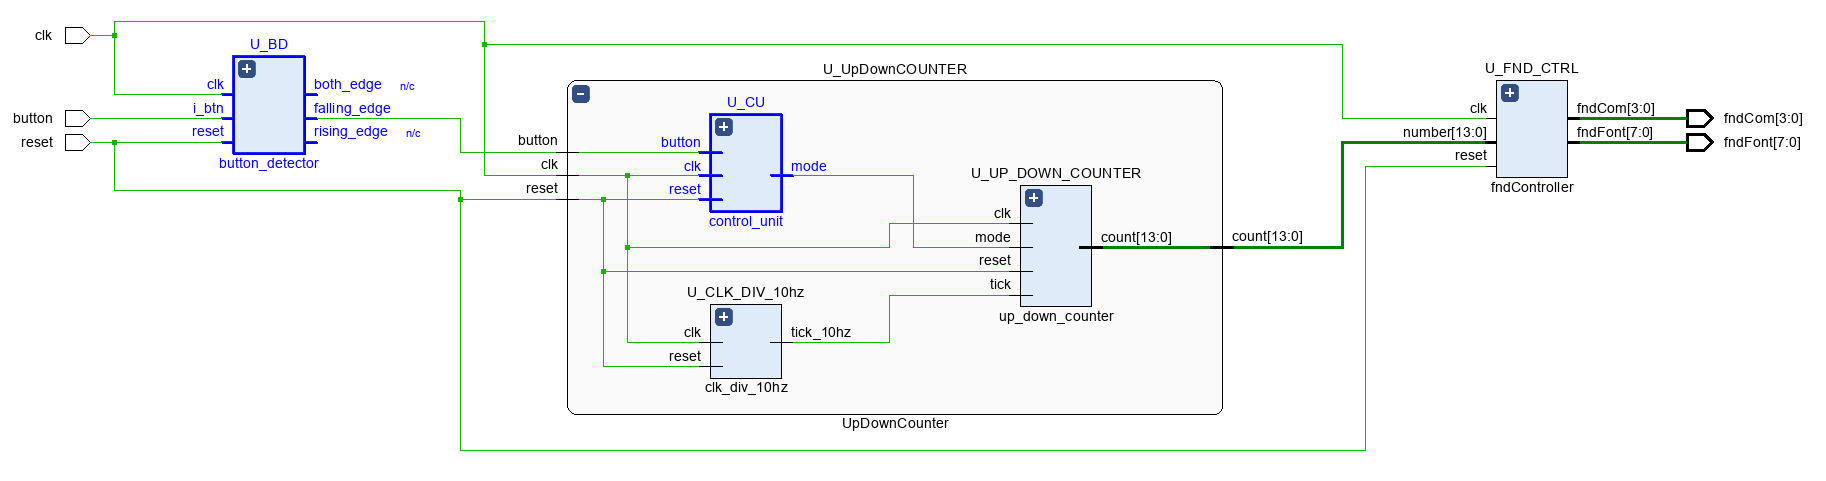 clk
button
reset
U_BD
clk
i_btn
reset
both_edge n/c
falling_edge
rising_edge n/c
button_detector
U_UpDownCOUNTER
button
clk
reset
U_CU
button
clk
reset
mode
control_unit
U_CLK_DIV_10hz
clk
reset
tick_10hz
clk_div_10hz
U_UP_DOWN_COUNTER
clk
mode
reset
tick
count[13:0]
up_down_counter
count[13:0]
UpDownCounter
U_FND_CTRL
clk
number[13:0]
reset
fndCom[3:0]
fndFont[7:0]
fndController
fndCom[3:0]
fndFont[7:0]